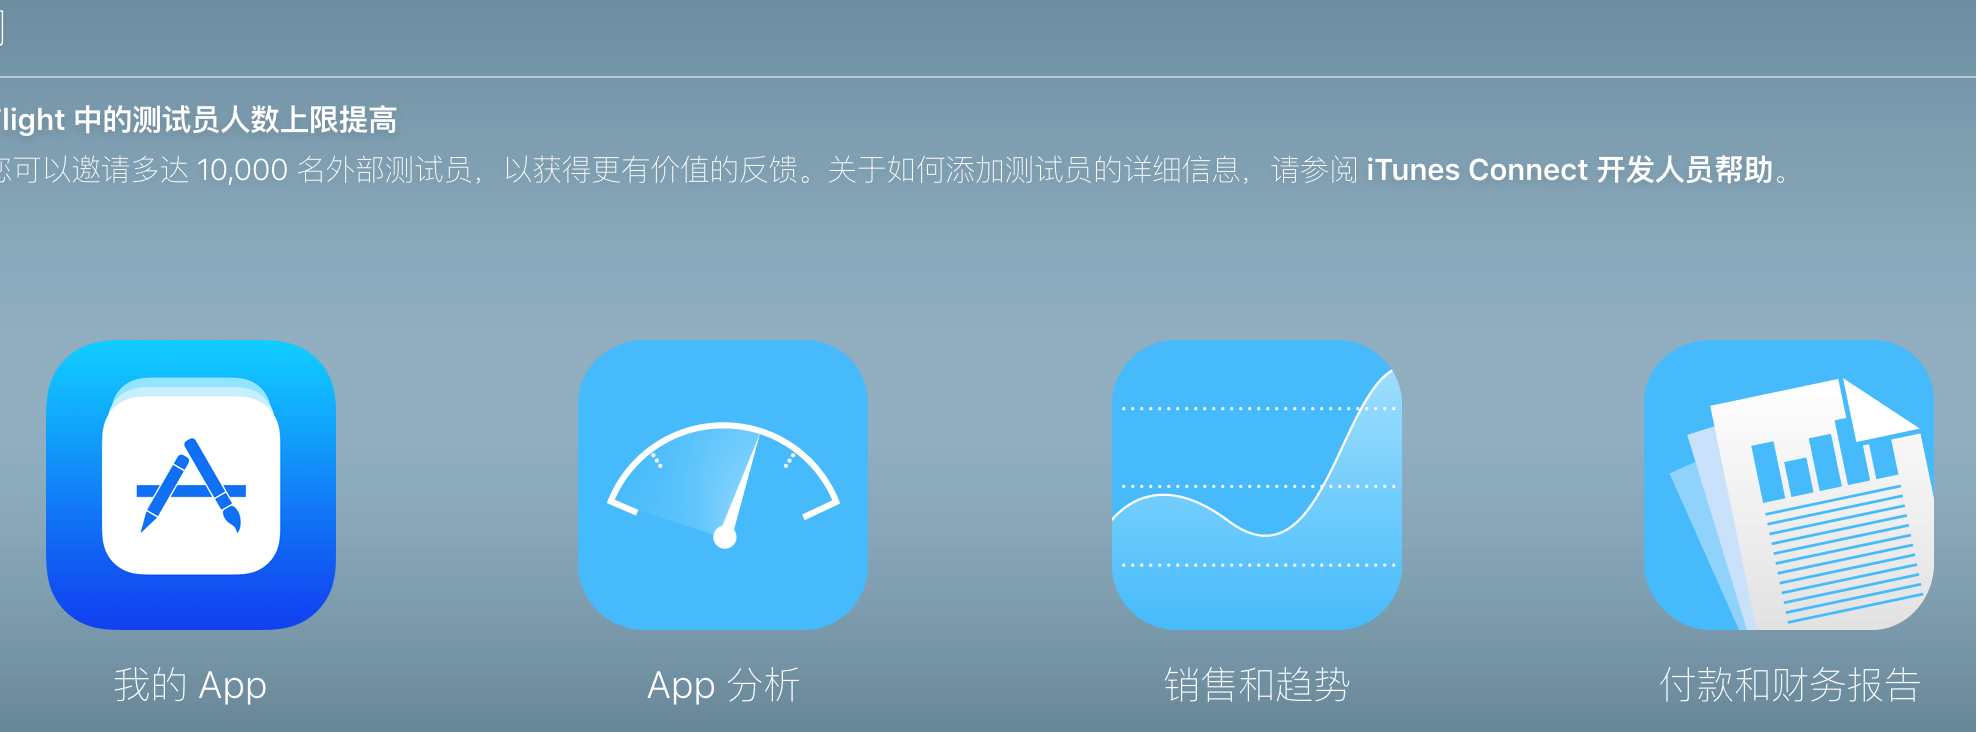 light 中的测试员人数上限提高
您可以邀请多达 10,000 名外部测试员，以获得更有价值的反馈。关于如何添加测试员的详细信息，请参阅 iTunes Connect 开发人员帮助。
我的 App
App 分析
销售和趋势
付款和财务报告